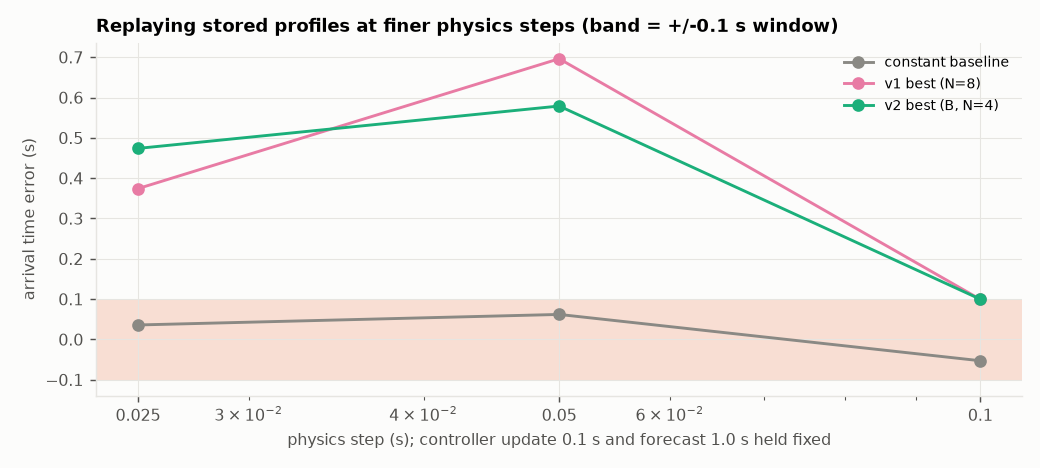 Replaying stored profiles at finer physics steps (band = +/-0.1 s window)
constant baseline
v1 best (N=8)
v2 best (B, N=4)
arrival time error (s)
0.7
0.6
0.5
0.4
0.3
0.2
0.1
0.0
−0.1
0.025
3 × 10⁻²
4 × 10⁻²
0.05
6 × 10⁻²
0.1
physics step (s); controller update 0.1 s and forecast 1.0 s held fixed